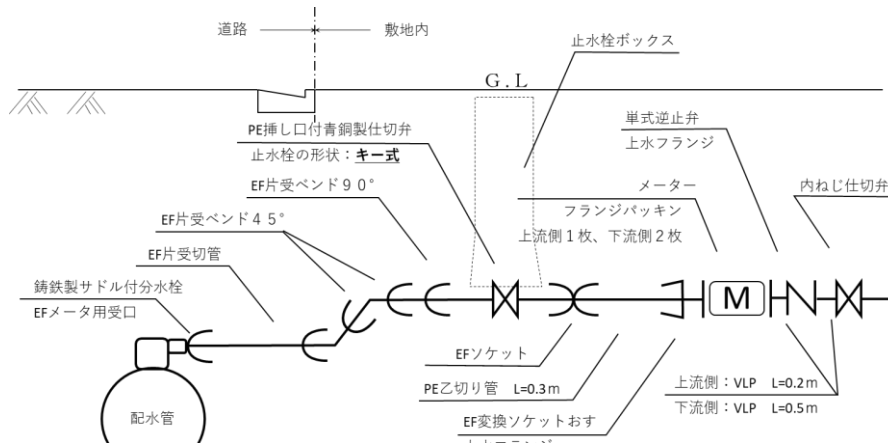 道路
敷地内
止水栓ボックス
G.L
PE挿し口付青銅製仕切弁
止水栓の形状：キー式
単式逆止弁
上水フランジ
EF片受ベンド９０°
メーター
フランジパッキン
上流側１枚、下流側２枚
内ねじ仕切弁
EF片受ベンド４５°
EF片受切管
鋳鉄製サドル付分水栓
EFメータ用受口
M
EFソケット
PE乙切り管　L=0.3ｍ
上流側：VLP　L=0.2ｍ
下流側：VLP　L=0.5ｍ
配水管
EF変換ソケットおす